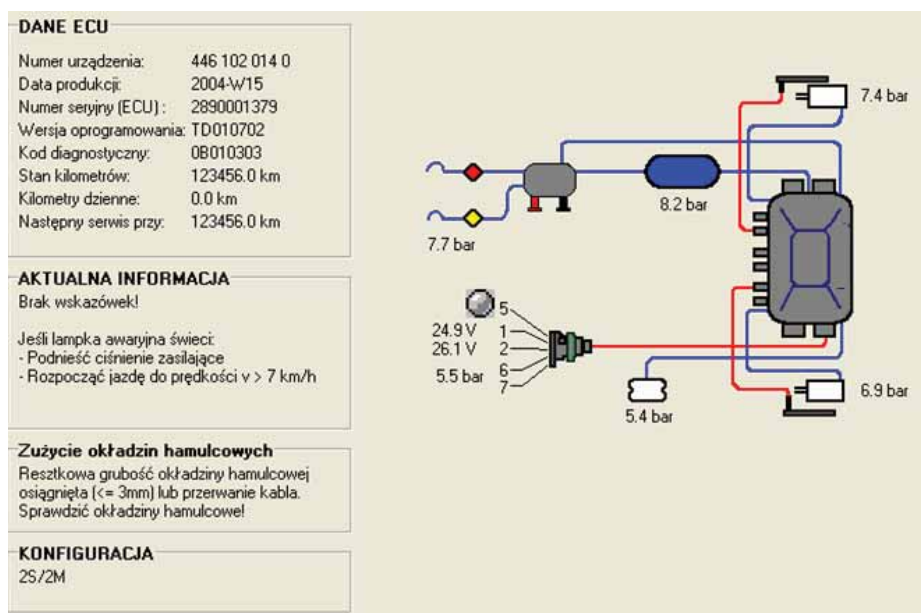 DANE ECU
Numer urządzenia: 446 102 014 0
Data produkcji: 2004-W15
Numer seryjny (ECU) : 2890001379
Wersja oprogramowania: TD010702
Kod diagnostyczny: 0B010303
Stan kilometrów: 123456.0 km
Kilometry dzienne: 0.0 km
Następny serwis przy: 123456.0 km
AKTUALNA INFORMACJA
Brak wskazówek!
Jeśli lampka awaryjna świeci:
- Podnieść ciśnienie zasilające
- Rozpocząć jazdę do prędkości v > 7 km/h
Zużycie okładzin hamulcowych
Resztkowa grubość okładziny hamulcowej
osiągnięta (<= 3mm) lub przerwanie kabla.
Sprawdzić okładziny hamulcowe!
KONFIGURACJA
2S/2M
7.4 bar
8.2 bar
7.7 bar
5
24.9 V 1
26.1 V 2
5.5 bar 6
7
5.4 bar
6.9 bar